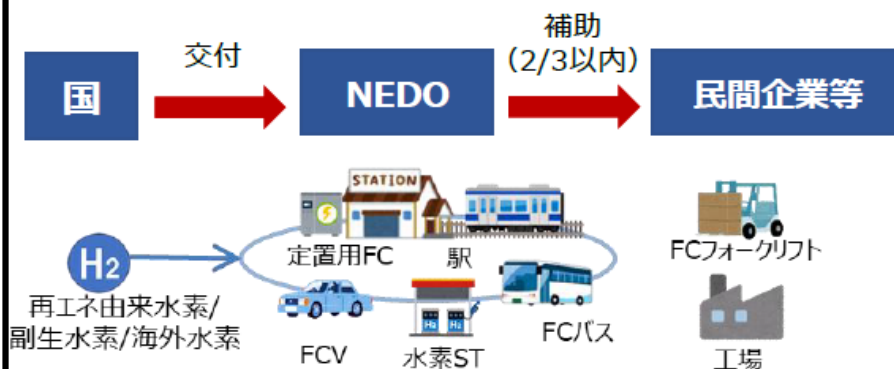 交付
補助
（2/3以内）
国
NEDO
民間企業等
STATION
定置用FC
駅
FCフォークリフト
H2
再エネ由来水素/
副生水素/海外水素
H2 H2
FCV
水素ST
FCバス
工場